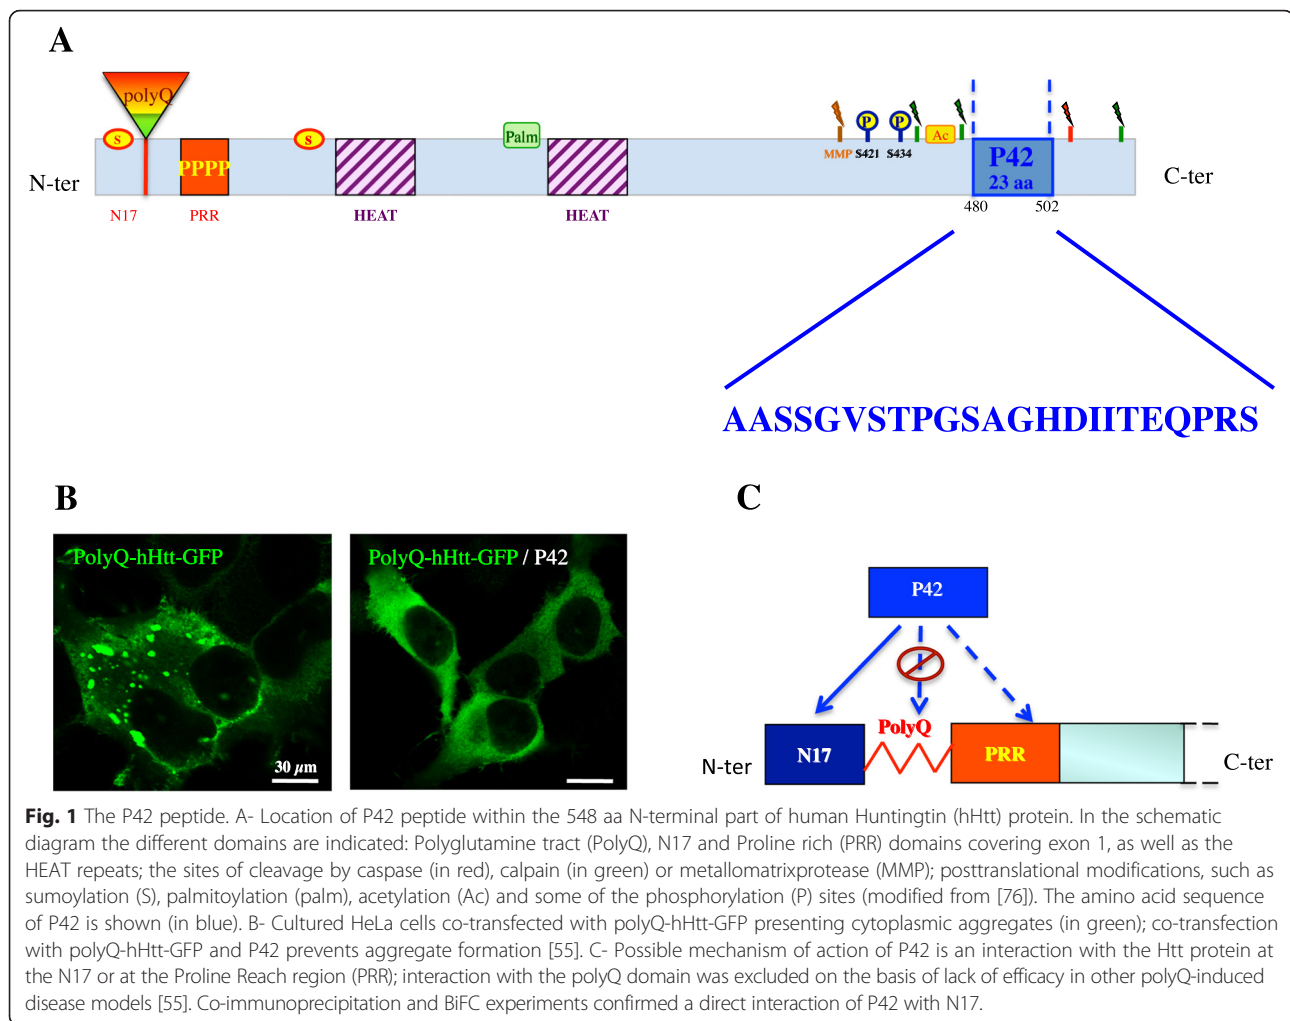 A
polyQ
S
S
PPPP
Palm
MMP
P
S421
P
S434
Ac
P42
23 aa
N-ter
C-ter
N17
PRR
HEAT
HEAT
480
502
AASSGVSTPGSAGHDIITEQPRS
B
PolyQ-hHtt-GFP
30 µm
PolyQ-hHtt-GFP / P42
C
P42
PolyQ
N-ter
N17
PRR
C-ter
Fig. 1 The P42 peptide. A- Location of P42 peptide within the 548 aa N-terminal part of human Huntingtin (hHtt) protein. In the schematic
diagram the different domains are indicated: Polyglutamine tract (PolyQ), N17 and Proline rich (PRR) domains covering exon 1, as well as the
HEAT repeats; the sites of cleavage by caspase (in red), calpain (in green) or metallomatrixprotease (MMP); posttranslational modifications, such as
sumoylation (S), palmitoylation (palm), acetylation (Ac) and some of the phosphorylation (P) sites (modified from [76]). The amino acid sequence
of P42 is shown (in blue). B- Cultured HeLa cells co-transfected with polyQ-hHtt-GFP presenting cytoplasmic aggregates (in green); co-transfection
with polyQ-hHtt-GFP and P42 prevents aggregate formation [55]. C- Possible mechanism of action of P42 is an interaction with the Htt protein at
the N17 or at the Proline Reach region (PRR); interaction with the polyQ domain was excluded on the basis of lack of efficacy in other polyQ-induced
disease models [55]. Co-immunoprecipitation and BiFC experiments confirmed a direct interaction of P42 with N17.